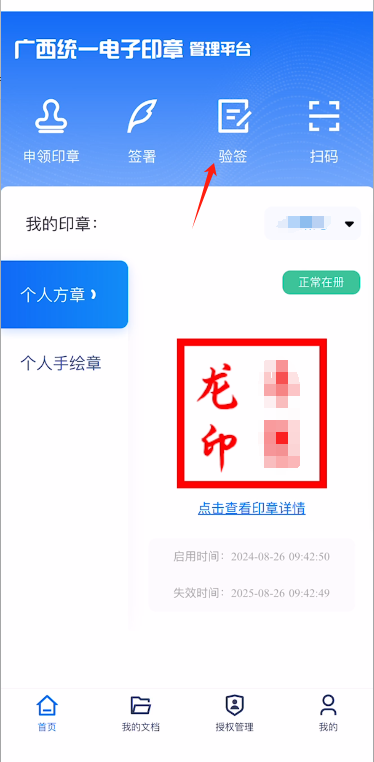 广西统一电子印章 管理平台
申领印章 签署 验签 扫码
我的印章：
个人方章
正常在册
个人手绘章
龙
印
点击查看印章详情
启用时间：2024-08-26 09:42:50
失效时间：2025-08-26 09:42:49
首页 我的文档 授权管理 我的